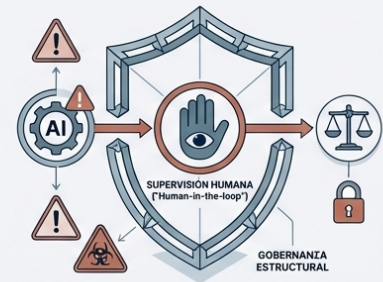 AI
SUPERVISIÓN HUMANA
("Human-in-the-loop")
GOBERNANZA
ESTRUCTURAL